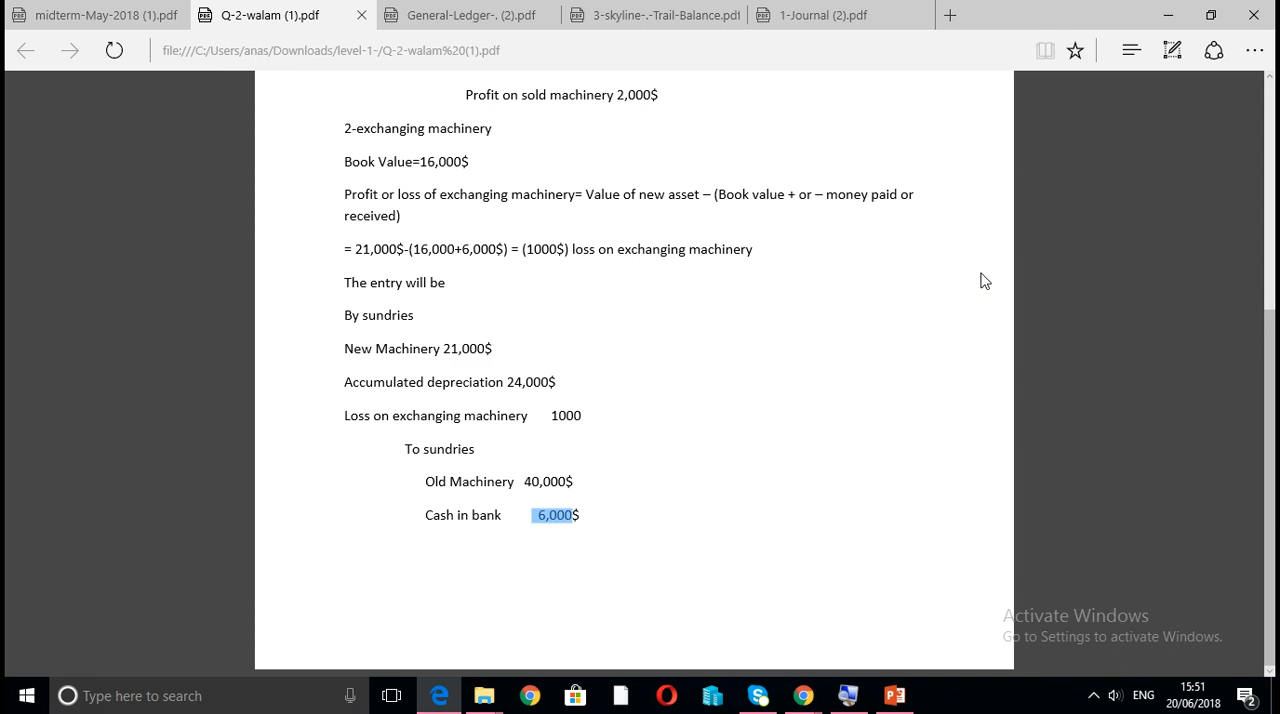 midterm-May-2018 (1).pdf
Q-2-walam (1).pdf
General-Ledger-. (2).pdf
3-skyline-.-Trail-Balance.pdf
1-Journal (2).pdf
file:///C:/Users/anas/Downloads/level-1-/Q-2-walam%20(1).pdf
Profit on sold machinery 2,000$
2-exchanging machinery
Book Value=16,000$
Profit or loss of exchanging machinery= Value of new asset – (Book value + or – money paid or
received)
= 21,000$-(16,000+6,000$) = (1000$) loss on exchanging machinery
The entry will be
By sundries
New Machinery 21,000$
Accumulated depreciation 24,000$
Loss on exchanging machinery 1000
To sundries
Old Machinery 40,000$
Cash in bank 6,000$
Activate Windows
Go to Settings to activate Windows.
Type here to search
ENG
15:51
20/06/2018
2